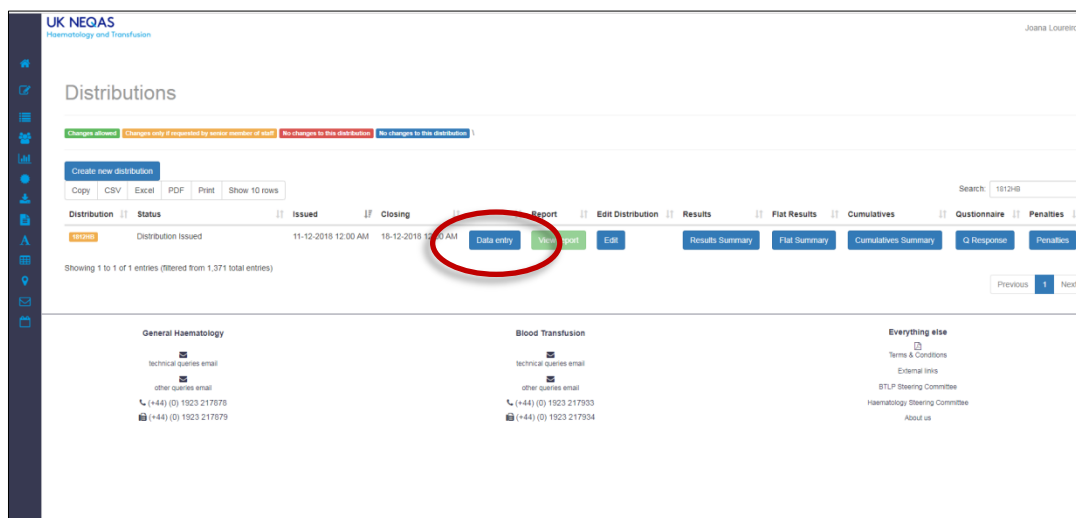 UK NEQAS
Haematology and Transfusion
Joana Loureiro
Distributions
Changes allowed Changes only if requested by senior member of staff No changes to this distribution No changes to this distribution \
Create new distribution
Copy CSV Excel PDF Print Show 10 rows
Search: 1812HB
Distribution Status Issued Closing Report Edit Distribution Results Flat Results Cumulatives Qustionnaire Penalties
1812HB Distribution Issued 11-12-2018 12:00 AM 18-12-2018 12:00 AM Data entry View report Edit Results Summary Flat Summary Cumulatives Summary Q Response Penalties
Showing 1 to 1 of 1 entries (filtered from 1,371 total entries)
Previous 1 Next
General Haematology
technical queries email
other queries email
(+44) (0) 1923 217878
(+44) (0) 1923 217879
Blood Transfusion
technical queries email
other queries email
(+44) (0) 1923 217933
(+44) (0) 1923 217934
Everything else
Terms & Conditions
External links
BTLP Steering Committee
Haematology Steering Committee
About us